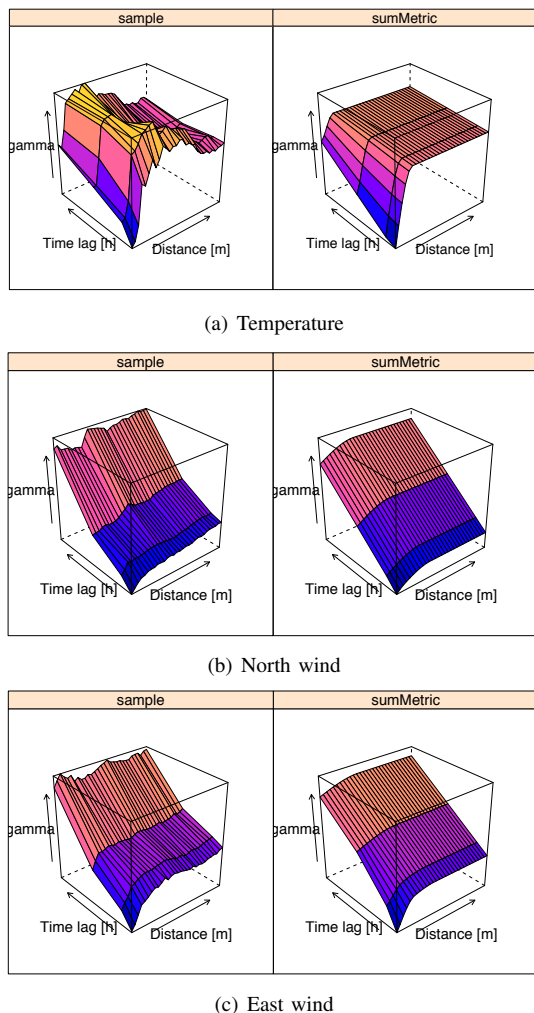 sample sumMetric
gamma gamma
Time lag [h] Distance [m] Time lag [h] Distance [m]
(a) Temperature
sample sumMetric
gamma gamma
Time lag [h] Distance [m] Time lag [h] Distance [m]
(b) North wind
sample sumMetric
gamma gamma
Time lag [h] Distance [m] Time lag [h] Distance [m]
(c) East wind